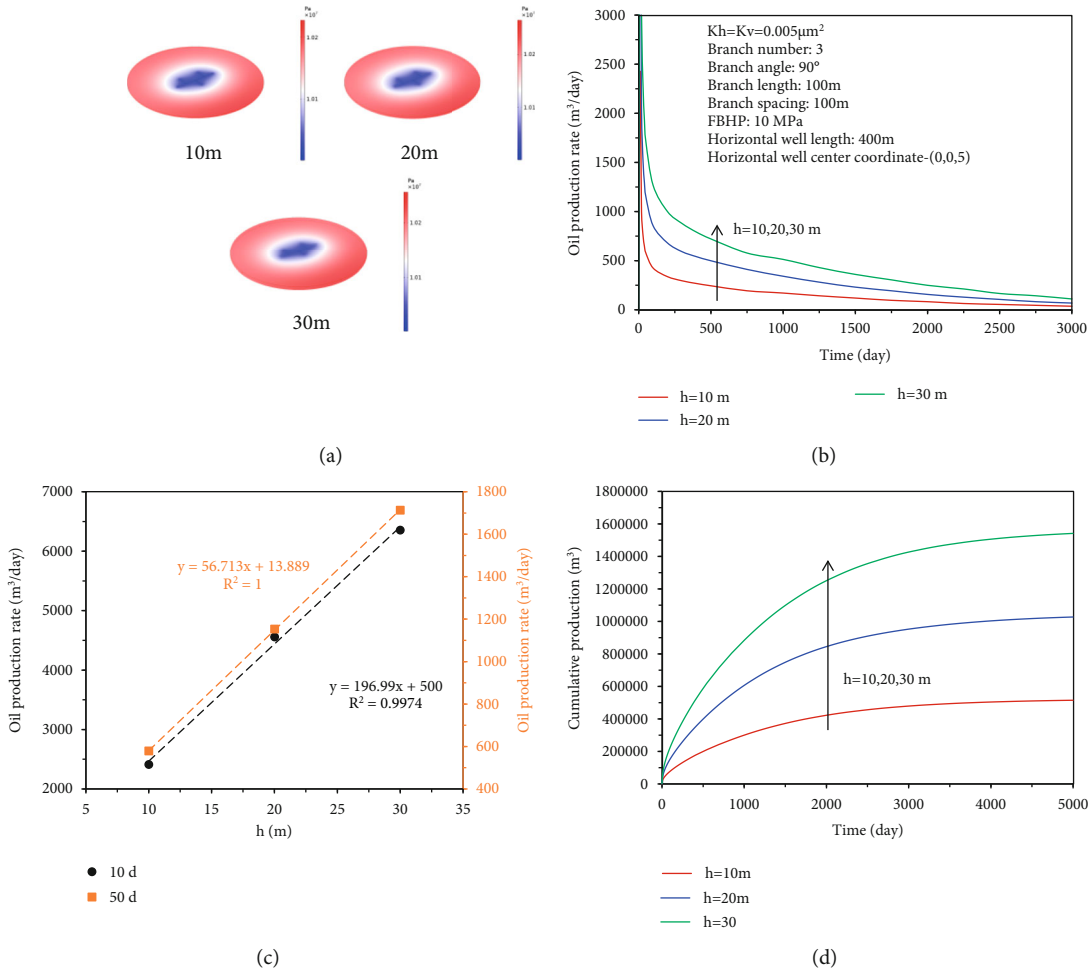 Pa
×10⁷
1.02
1.01
10m
Pa
×10⁷
1.02
1.01
20m
Pa
×10⁷
1.02
1.01
30m
(a)
Oil production rate (m³/day)
3000
2500
2000
1500
1000
500
0
Kh=Kv=0.005μm²
Branch number: 3
Branch angle: 90°
Branch length: 100m
Branch spacing: 100m
FBHP: 10 MPa
Horizontal well length: 400m
Horizontal well center coordinate-(0,0,5)
h=10,20,30 m
0 500 1000 1500 2000 2500 3000
Time (day)
h=10 m
h=30 m
h=20 m
(b)
Oil production rate (m³/day)
7000
6000
5000
4000
3000
2000
y = 56.713x + 13.889
R² = 1
y = 196.99x + 500
R² = 0.9974
1800
1600
1400
1200
1000
800
600
400
Oil production rate (m³/day)
5 10 15 20 25 30 35
h (m)
10 d
50 d
(c)
Cumulative production (m³)
1800000
1600000
1400000
1200000
1000000
800000
600000
400000
200000
0
h=10,20,30 m
0 1000 2000 3000 4000 5000
Time (day)
h=10m
h=20m
h=30
(d)